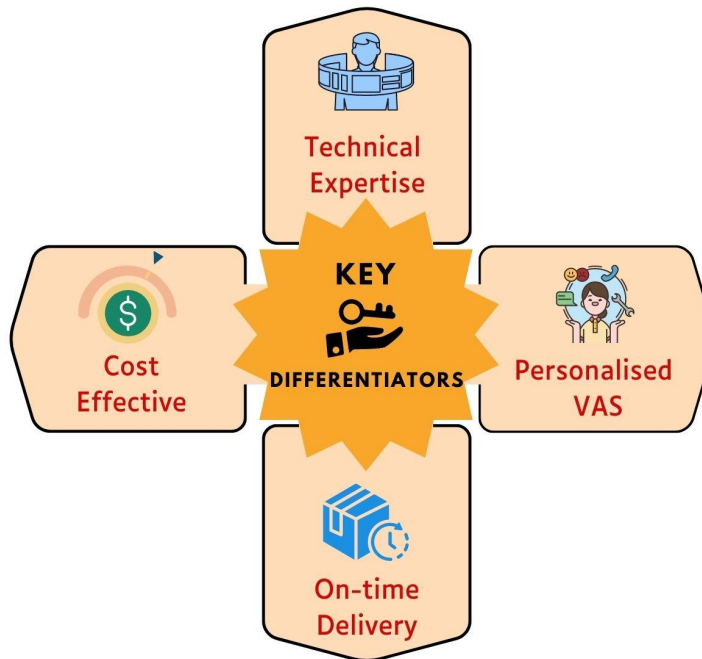 Technical
Expertise
KEY
DIFFERENTIATORS
$
Cost
Effective
Personalised
VAS
On-time
Delivery